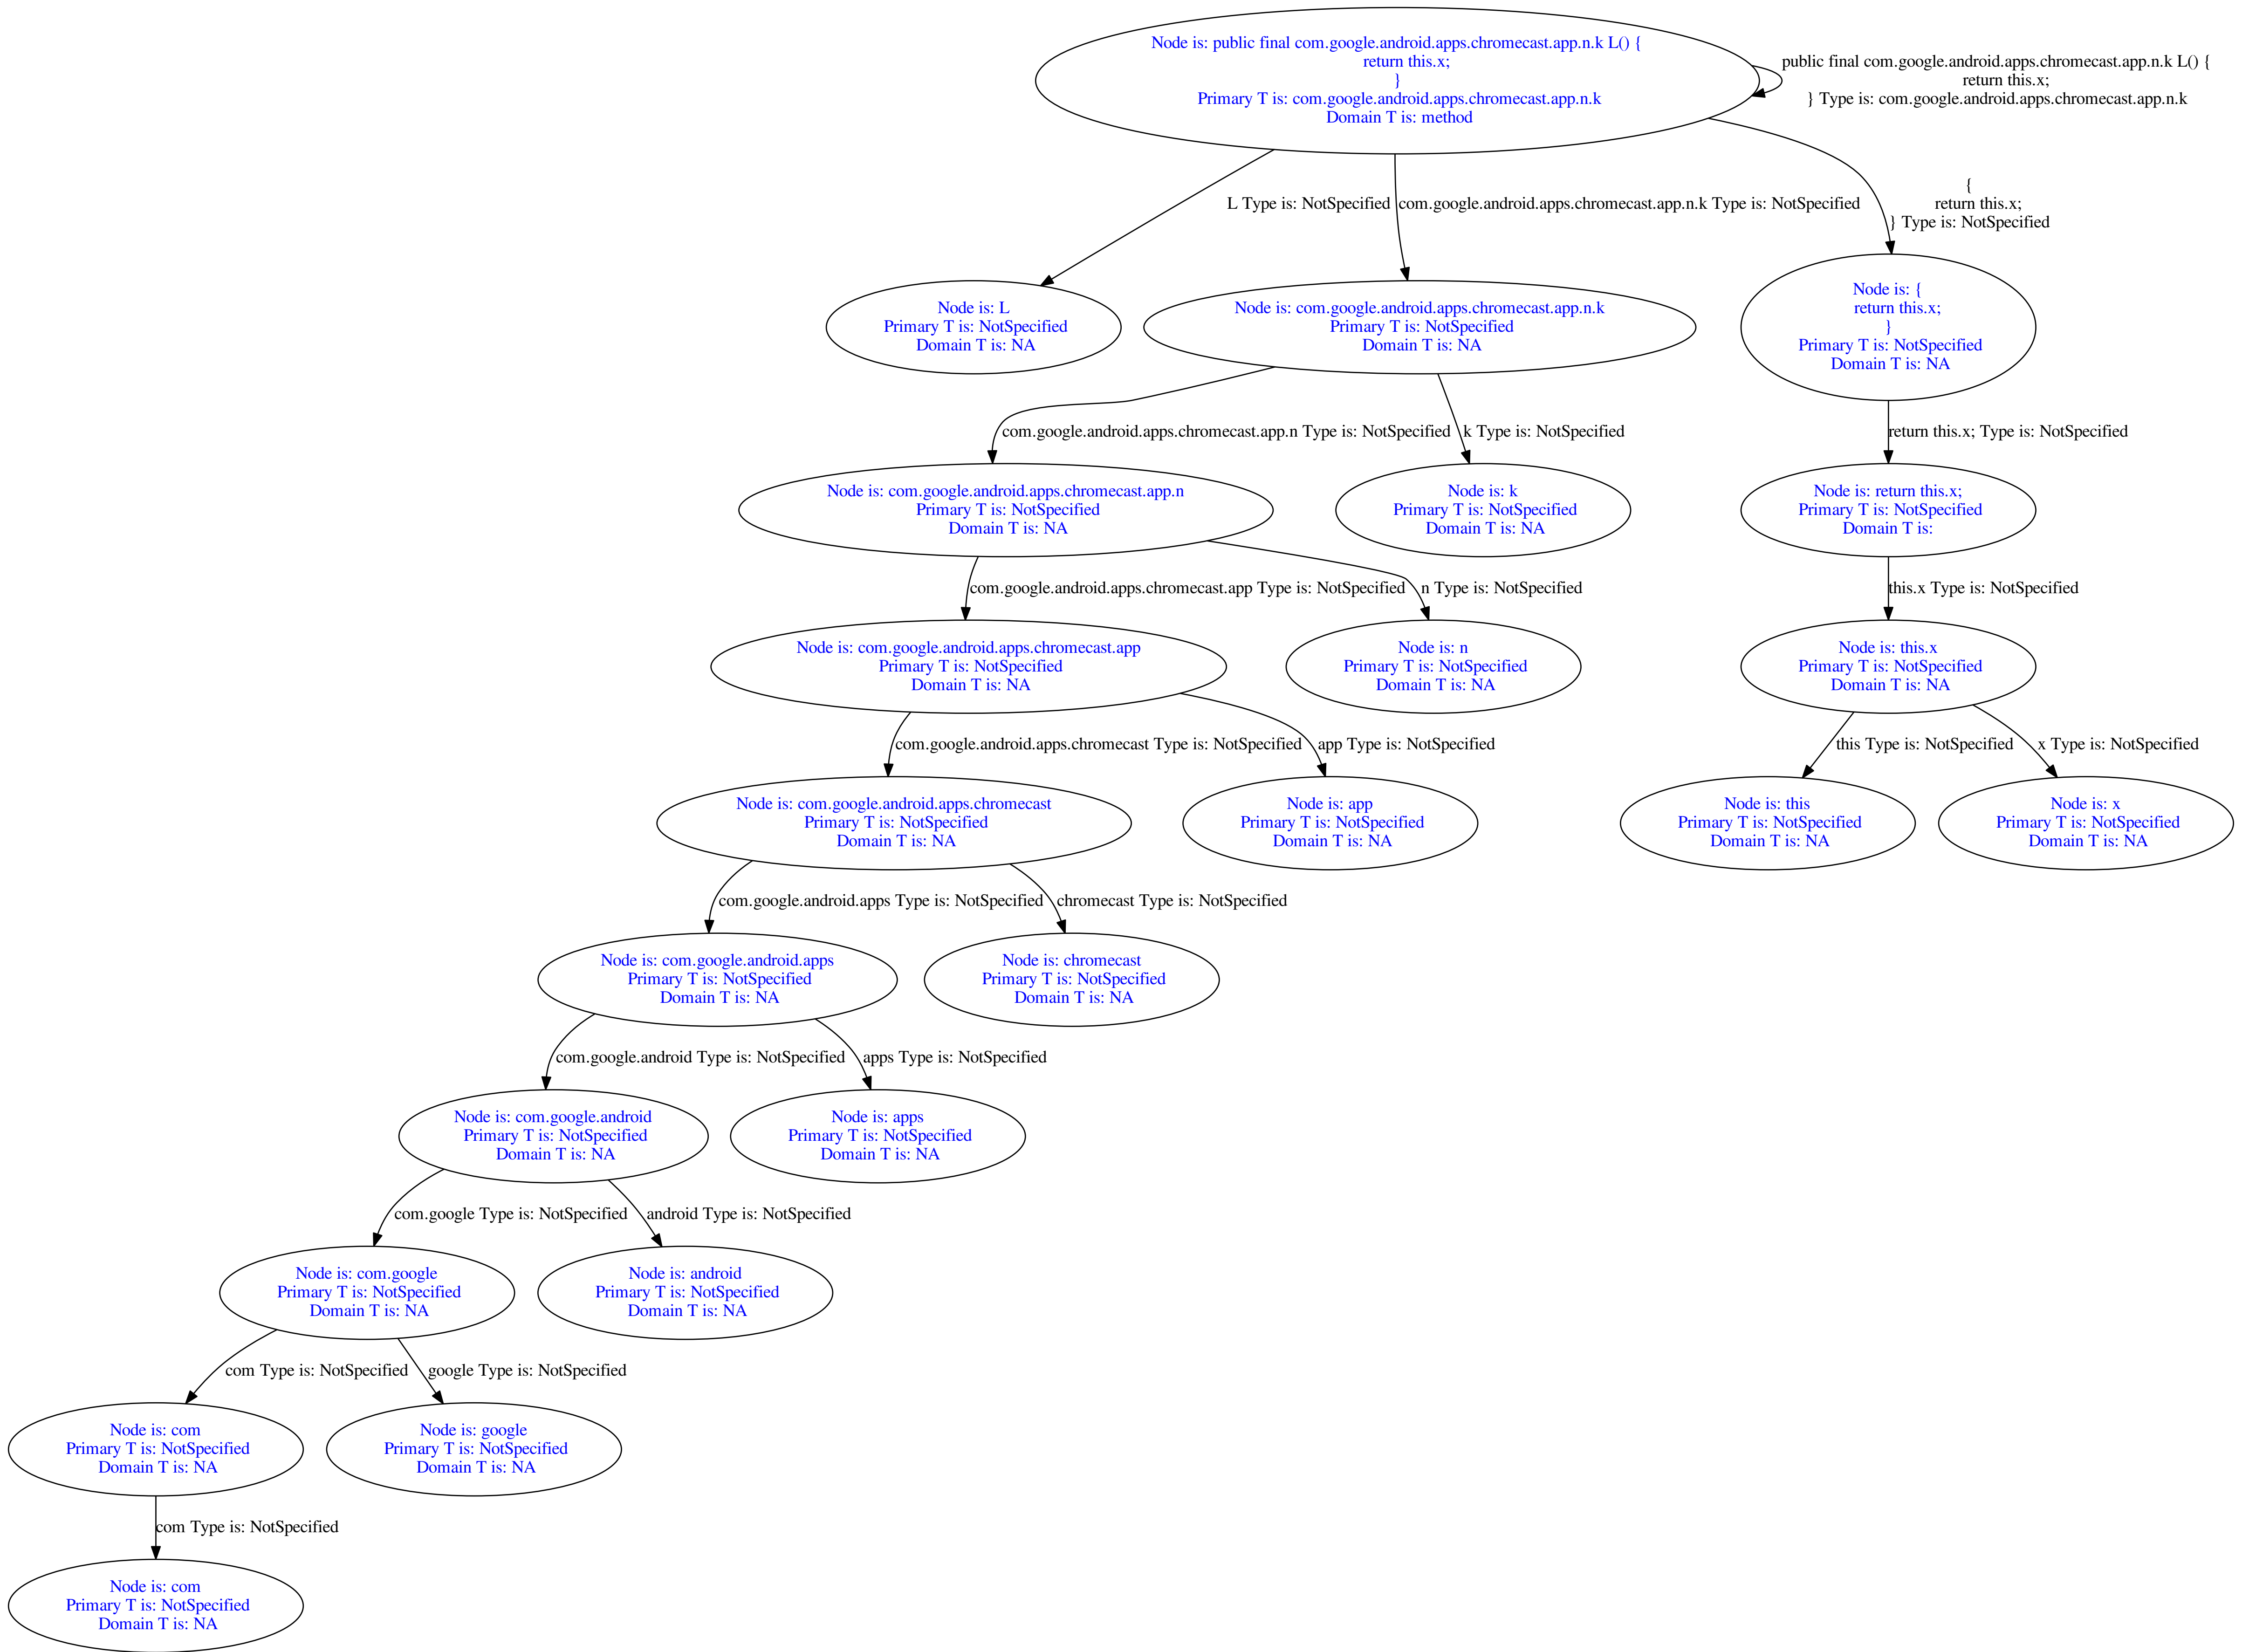 Node is: public final com.google.android.apps.chromecast.app.n.k L() {
return this.x;
}
Primary T is: com.google.android.apps.chromecast.app.n.k
Domain T is: method
public final com.google.android.apps.chromecast.app.n.k L() {
return this.x;
} Type is: com.google.android.apps.chromecast.app.n.k
L Type is: NotSpecified
com.google.android.apps.chromecast.app.n.k Type is: NotSpecified
{
return this.x;
} Type is: NotSpecified
Node is: L
Primary T is: NotSpecified
Domain T is: NA
Node is: com.google.android.apps.chromecast.app.n.k
Primary T is: NotSpecified
Domain T is: NA
Node is: {
return this.x;
}
Primary T is: NotSpecified
Domain T is: NA
com.google.android.apps.chromecast.app.n Type is: NotSpecified
k Type is: NotSpecified
return this.x; Type is: NotSpecified
Node is: com.google.android.apps.chromecast.app.n
Primary T is: NotSpecified
Domain T is: NA
Node is: k
Primary T is: NotSpecified
Domain T is: NA
Node is: return this.x;
Primary T is: NotSpecified
Domain T is:
com.google.android.apps.chromecast.app Type is: NotSpecified
n Type is: NotSpecified
this.x Type is: NotSpecified
Node is: com.google.android.apps.chromecast.app
Primary T is: NotSpecified
Domain T is: NA
Node is: n
Primary T is: NotSpecified
Domain T is: NA
Node is: this.x
Primary T is: NotSpecified
Domain T is: NA
com.google.android.apps.chromecast Type is: NotSpecified
app Type is: NotSpecified
this Type is: NotSpecified
x Type is: NotSpecified
Node is: com.google.android.apps.chromecast
Primary T is: NotSpecified
Domain T is: NA
Node is: app
Primary T is: NotSpecified
Domain T is: NA
Node is: this
Primary T is: NotSpecified
Domain T is: NA
Node is: x
Primary T is: NotSpecified
Domain T is: NA
com.google.android.apps Type is: NotSpecified
chromecast Type is: NotSpecified
Node is: com.google.android.apps
Primary T is: NotSpecified
Domain T is: NA
Node is: chromecast
Primary T is: NotSpecified
Domain T is: NA
com.google.android Type is: NotSpecified
apps Type is: NotSpecified
Node is: com.google.android
Primary T is: NotSpecified
Domain T is: NA
Node is: apps
Primary T is: NotSpecified
Domain T is: NA
com.google Type is: NotSpecified
android Type is: NotSpecified
Node is: com.google
Primary T is: NotSpecified
Domain T is: NA
Node is: android
Primary T is: NotSpecified
Domain T is: NA
com Type is: NotSpecified
google Type is: NotSpecified
Node is: com
Primary T is: NotSpecified
Domain T is: NA
Node is: google
Primary T is: NotSpecified
Domain T is: NA
com Type is: NotSpecified
Node is: com
Primary T is: NotSpecified
Domain T is: NA